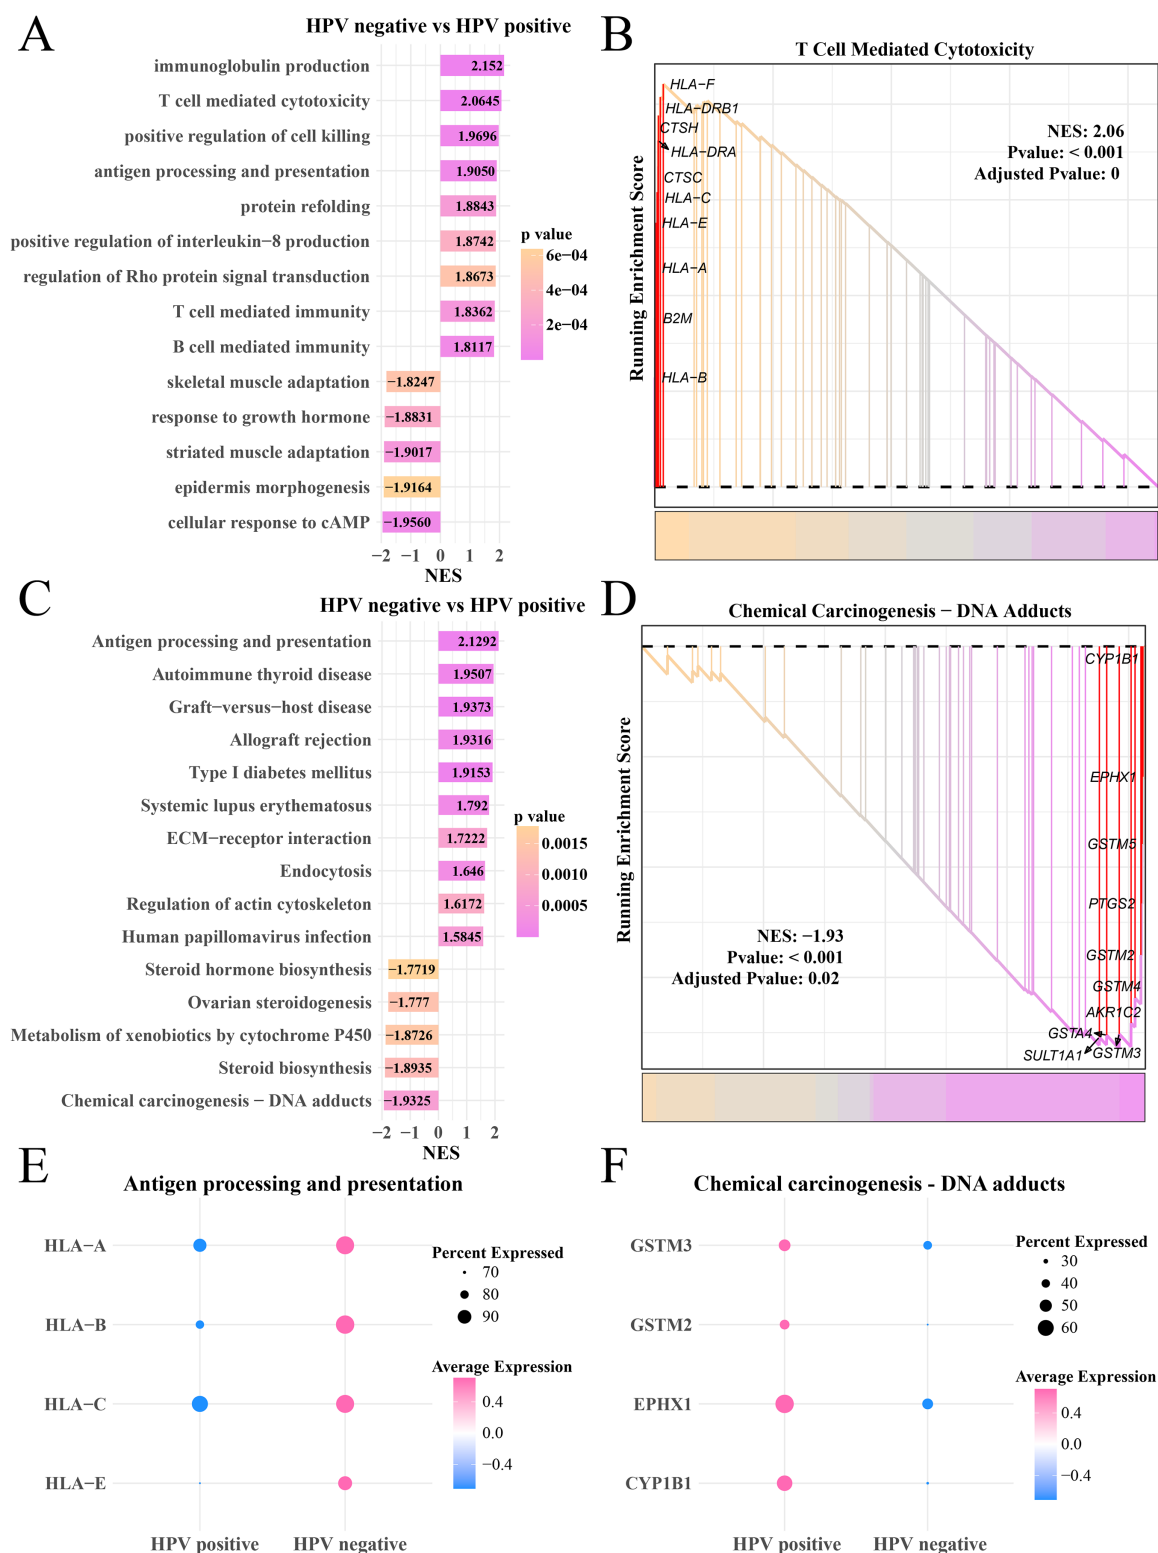 A
HPV negative vs HPV positive
immunoglobulin production 2.152
T cell mediated cytotoxicity 2.0645
positive regulation of cell killing 1.9696
antigen processing and presentation 1.9050
protein refolding 1.8843
positive regulation of interleukin−8 production 1.8742
regulation of Rho protein signal transduction 1.8673
T cell mediated immunity 1.8362
B cell mediated immunity 1.8117
skeletal muscle adaptation −1.8247
response to growth hormone −1.8831
striated muscle adaptation −1.9017
epidermis morphogenesis −1.9164
cellular response to cAMP −1.9560
−2 −1 0 1 2
NES
p value
6e−04
4e−04
2e−04
B
T Cell Mediated Cytotoxicity
Running Enrichment Score
HLA−F
HLA−DRB1
CTSH
HLA−DRA
CTSC
HLA−C
HLA−E
HLA−A
B2M
HLA−B
NES: 2.06
Pvalue: < 0.001
Adjusted Pvalue: 0
C
HPV negative vs HPV positive
Antigen processing and presentation 2.1292
Autoimmune thyroid disease 1.9507
Graft−versus−host disease 1.9373
Allograft rejection 1.9316
Type I diabetes mellitus 1.9153
Systemic lupus erythematosus 1.792
ECM−receptor interaction 1.7222
Endocytosis 1.646
Regulation of actin cytoskeleton 1.6172
Human papillomavirus infection 1.5845
Steroid hormone biosynthesis −1.7719
Ovarian steroidogenesis −1.777
Metabolism of xenobiotics by cytochrome P450 −1.8726
Steroid biosynthesis −1.8935
Chemical carcinogenesis − DNA adducts −1.9325
−2 −1 0 1 2
NES
p value
0.0015
0.0010
0.0005
D
Chemical Carcinogenesis − DNA Adducts
Running Enrichment Score
CYP1B1
EPHX1
GSTM5
PTGS2
GSTM2
GSTM4
AKR1C2
GSTA4
SULT1A1 GSTM3
NES: −1.93
Pvalue: < 0.001
Adjusted Pvalue: 0.02
E
Antigen processing and presentation
HLA−A
HLA−B
HLA−C
HLA−E
HPV positive HPV negative
Percent Expressed
70
80
90
Average Expression
0.4
0.0
−0.4
F
Chemical carcinogenesis - DNA adducts
GSTM3
GSTM2
EPHX1
CYP1B1
HPV positive HPV negative
Percent Expressed
30
40
50
60
Average Expression
0.4
0.0
−0.4